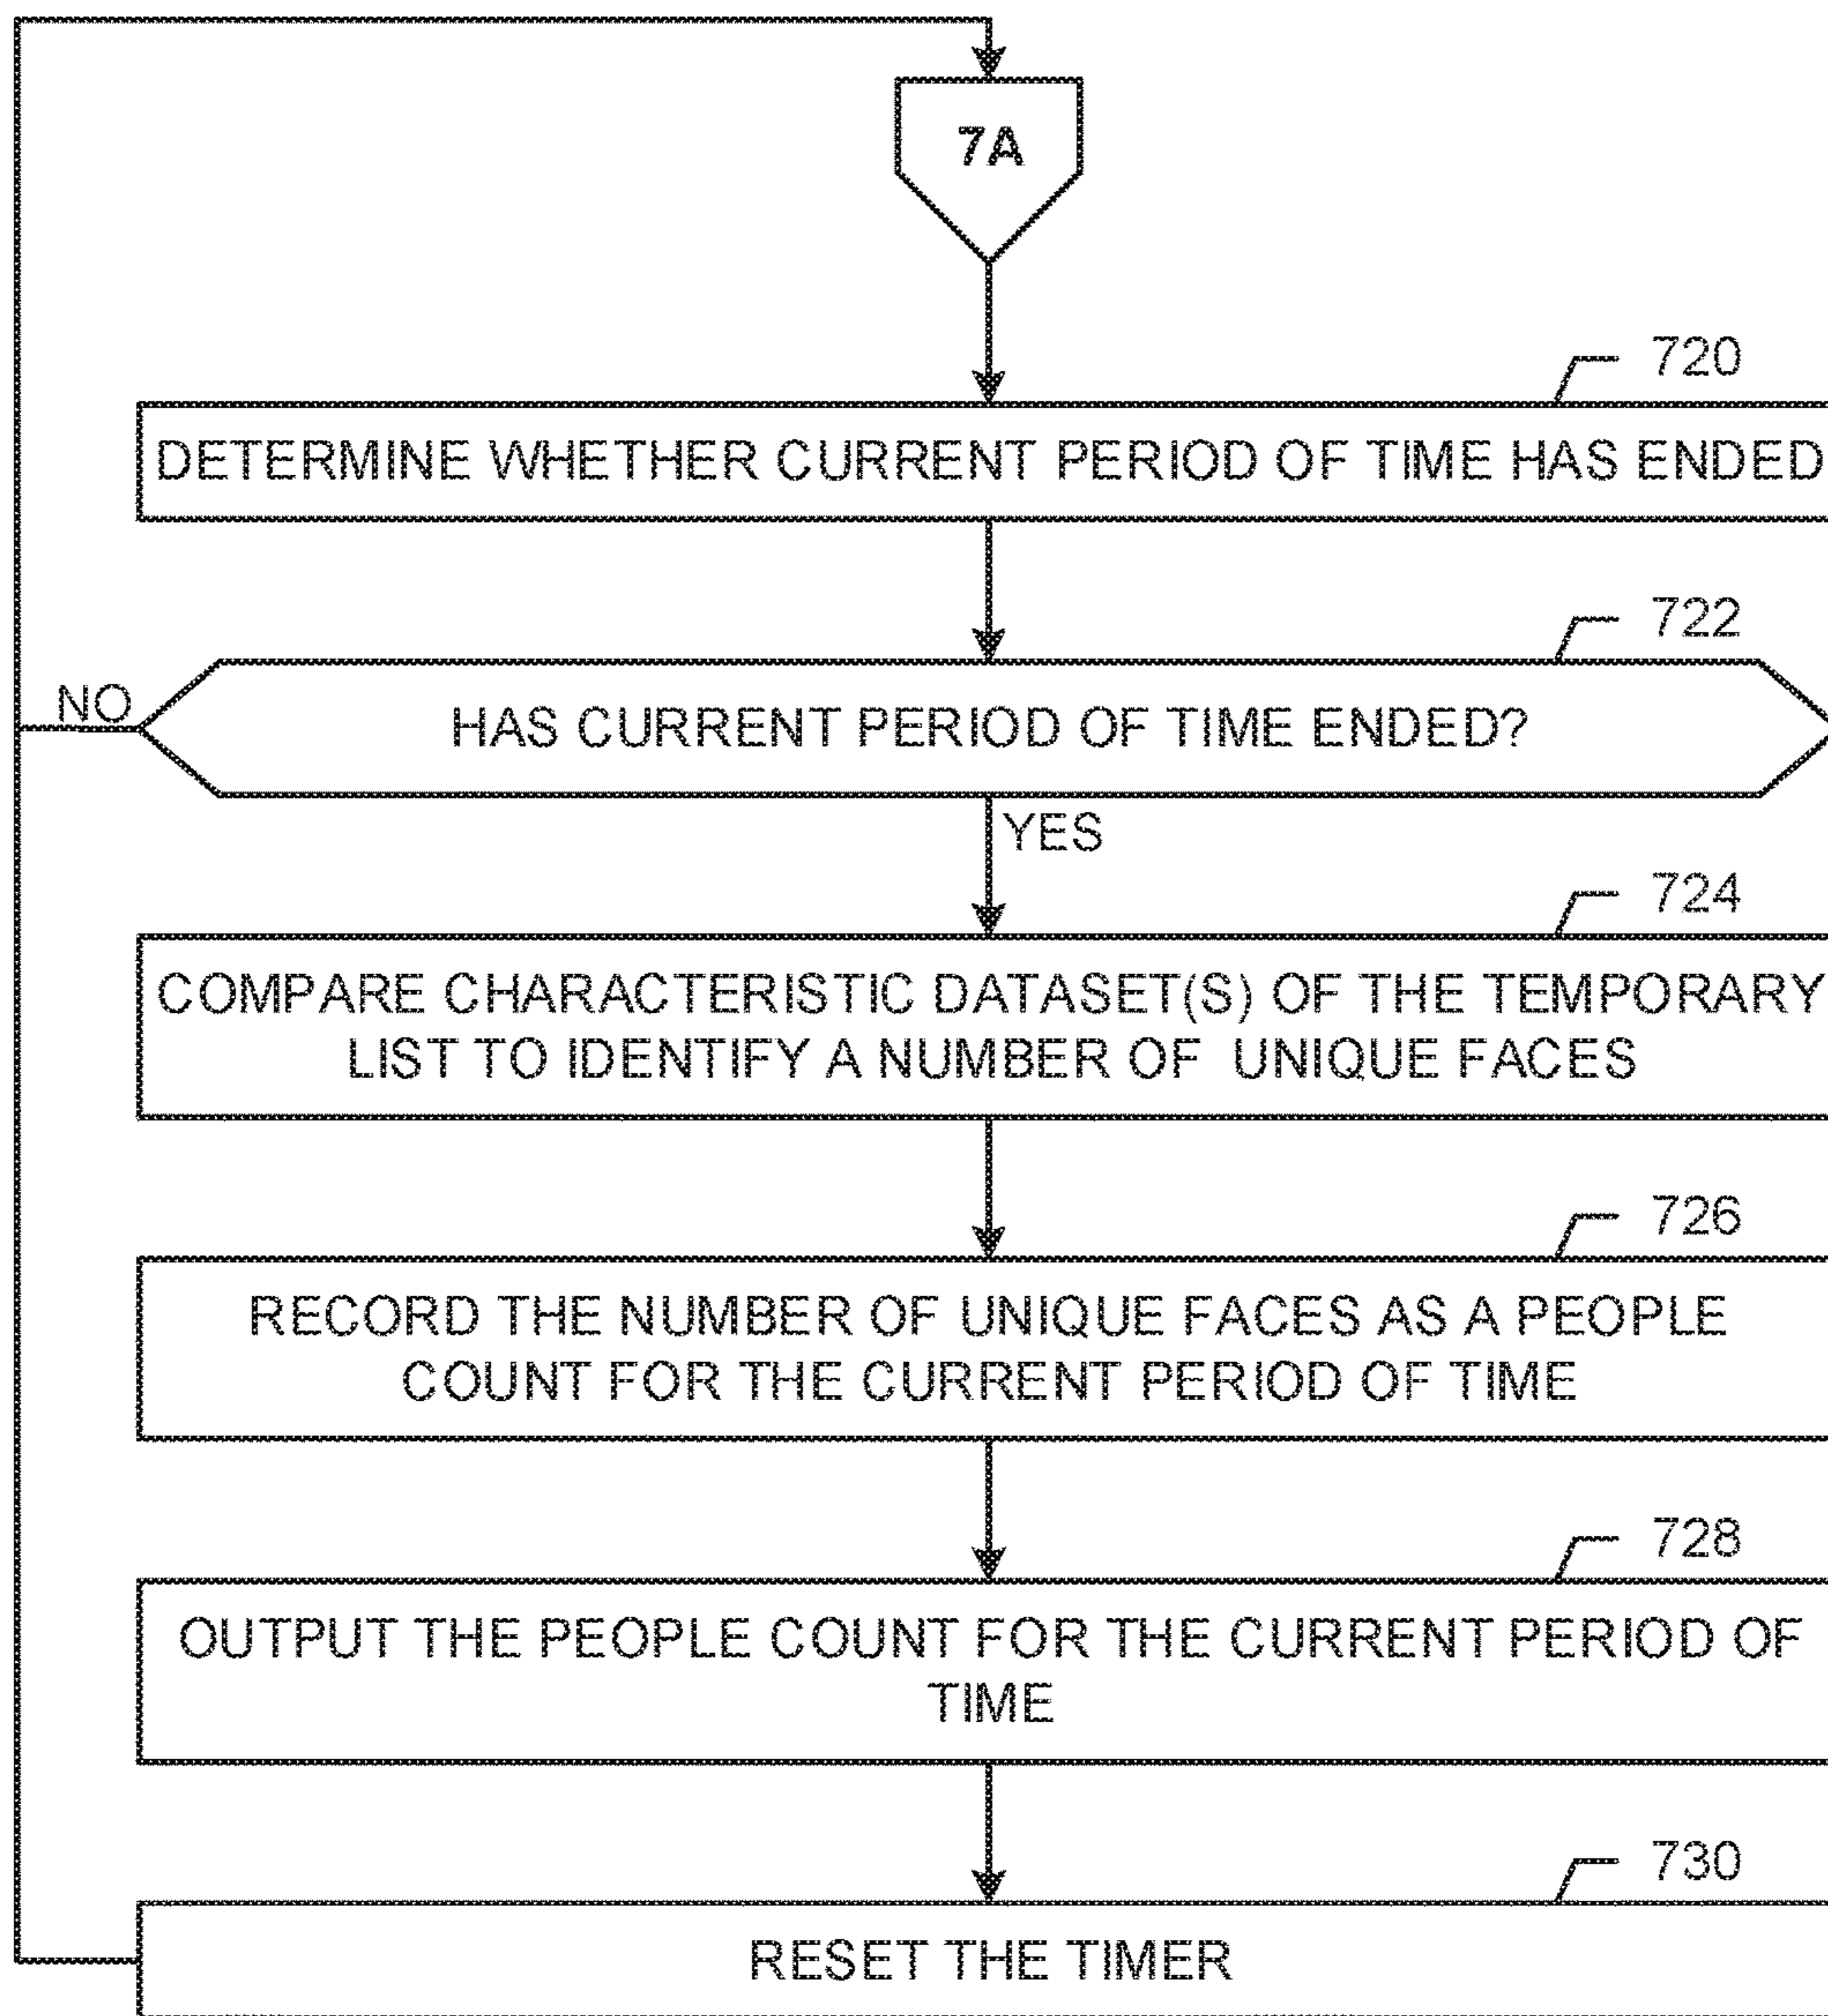 7A
720
DETERMINE WHETHER CURRENT PERIOD OF TIME HAS ENDED
722
NO
HAS CURRENT PERIOD OF TIME ENDED?
YES
724
COMPARE CHARACTERISTIC DATASET(S) OF THE TEMPORARY
LIST TO IDENTIFY A NUMBER OF UNIQUE FACES
726
RECORD THE NUMBER OF UNIQUE FACES AS A PEOPLE
COUNT FOR THE CURRENT PERIOD OF TIME
728
OUTPUT THE PEOPLE COUNT FOR THE CURRENT PERIOD OF
TIME
730
RESET THE TIMER